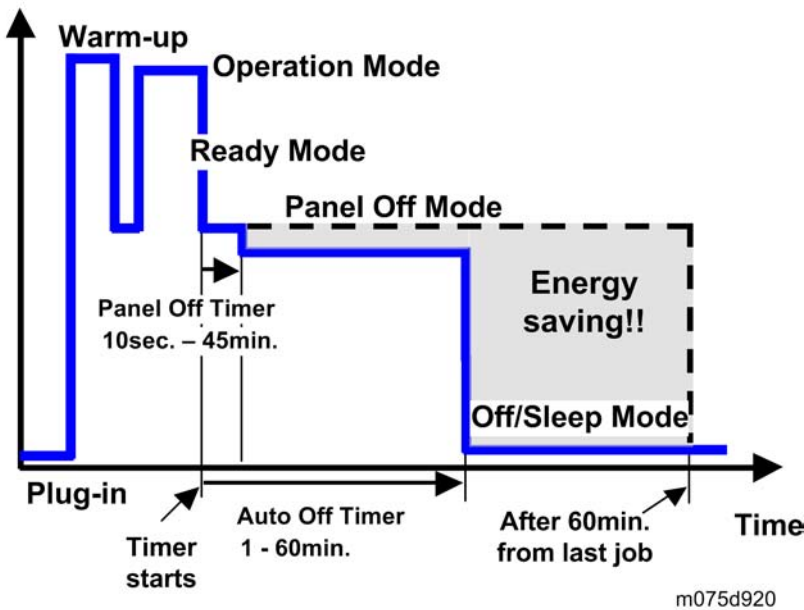 Warm-up
Operation Mode
Ready Mode
Panel Off Mode
Panel Off Timer
10sec. – 45min.
Energy
saving!!
Off/Sleep Mode
Plug-in
Timer
starts
Auto Off Timer
1 - 60min.
After 60min.
from last job
Time
m075d920